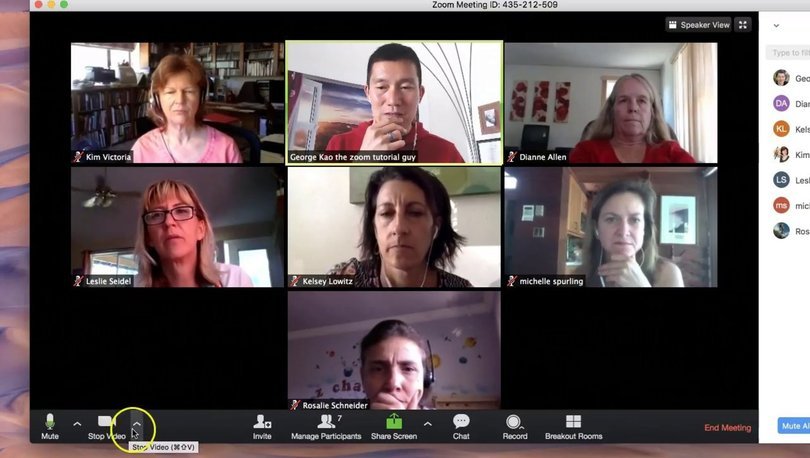 Zoom Meeting ID: 435-212-509
Speaker View
Kim Victoria
George Kao the zoom tutorial guy
Dianne Allen
Leslie Seidel
Kelsey Lowitz
michelle spurling
Rosalie Schneider
Type to filt
Geo
DA Dian
KL Kels
Kim
LS Lesl
ms mich
Ros
Mute
Stop Video
Invite
7
Manage Participants
Share Screen
Chat
Record
Breakout Rooms
End Meeting
Mute Al
Stop Video (⌘⇧V)